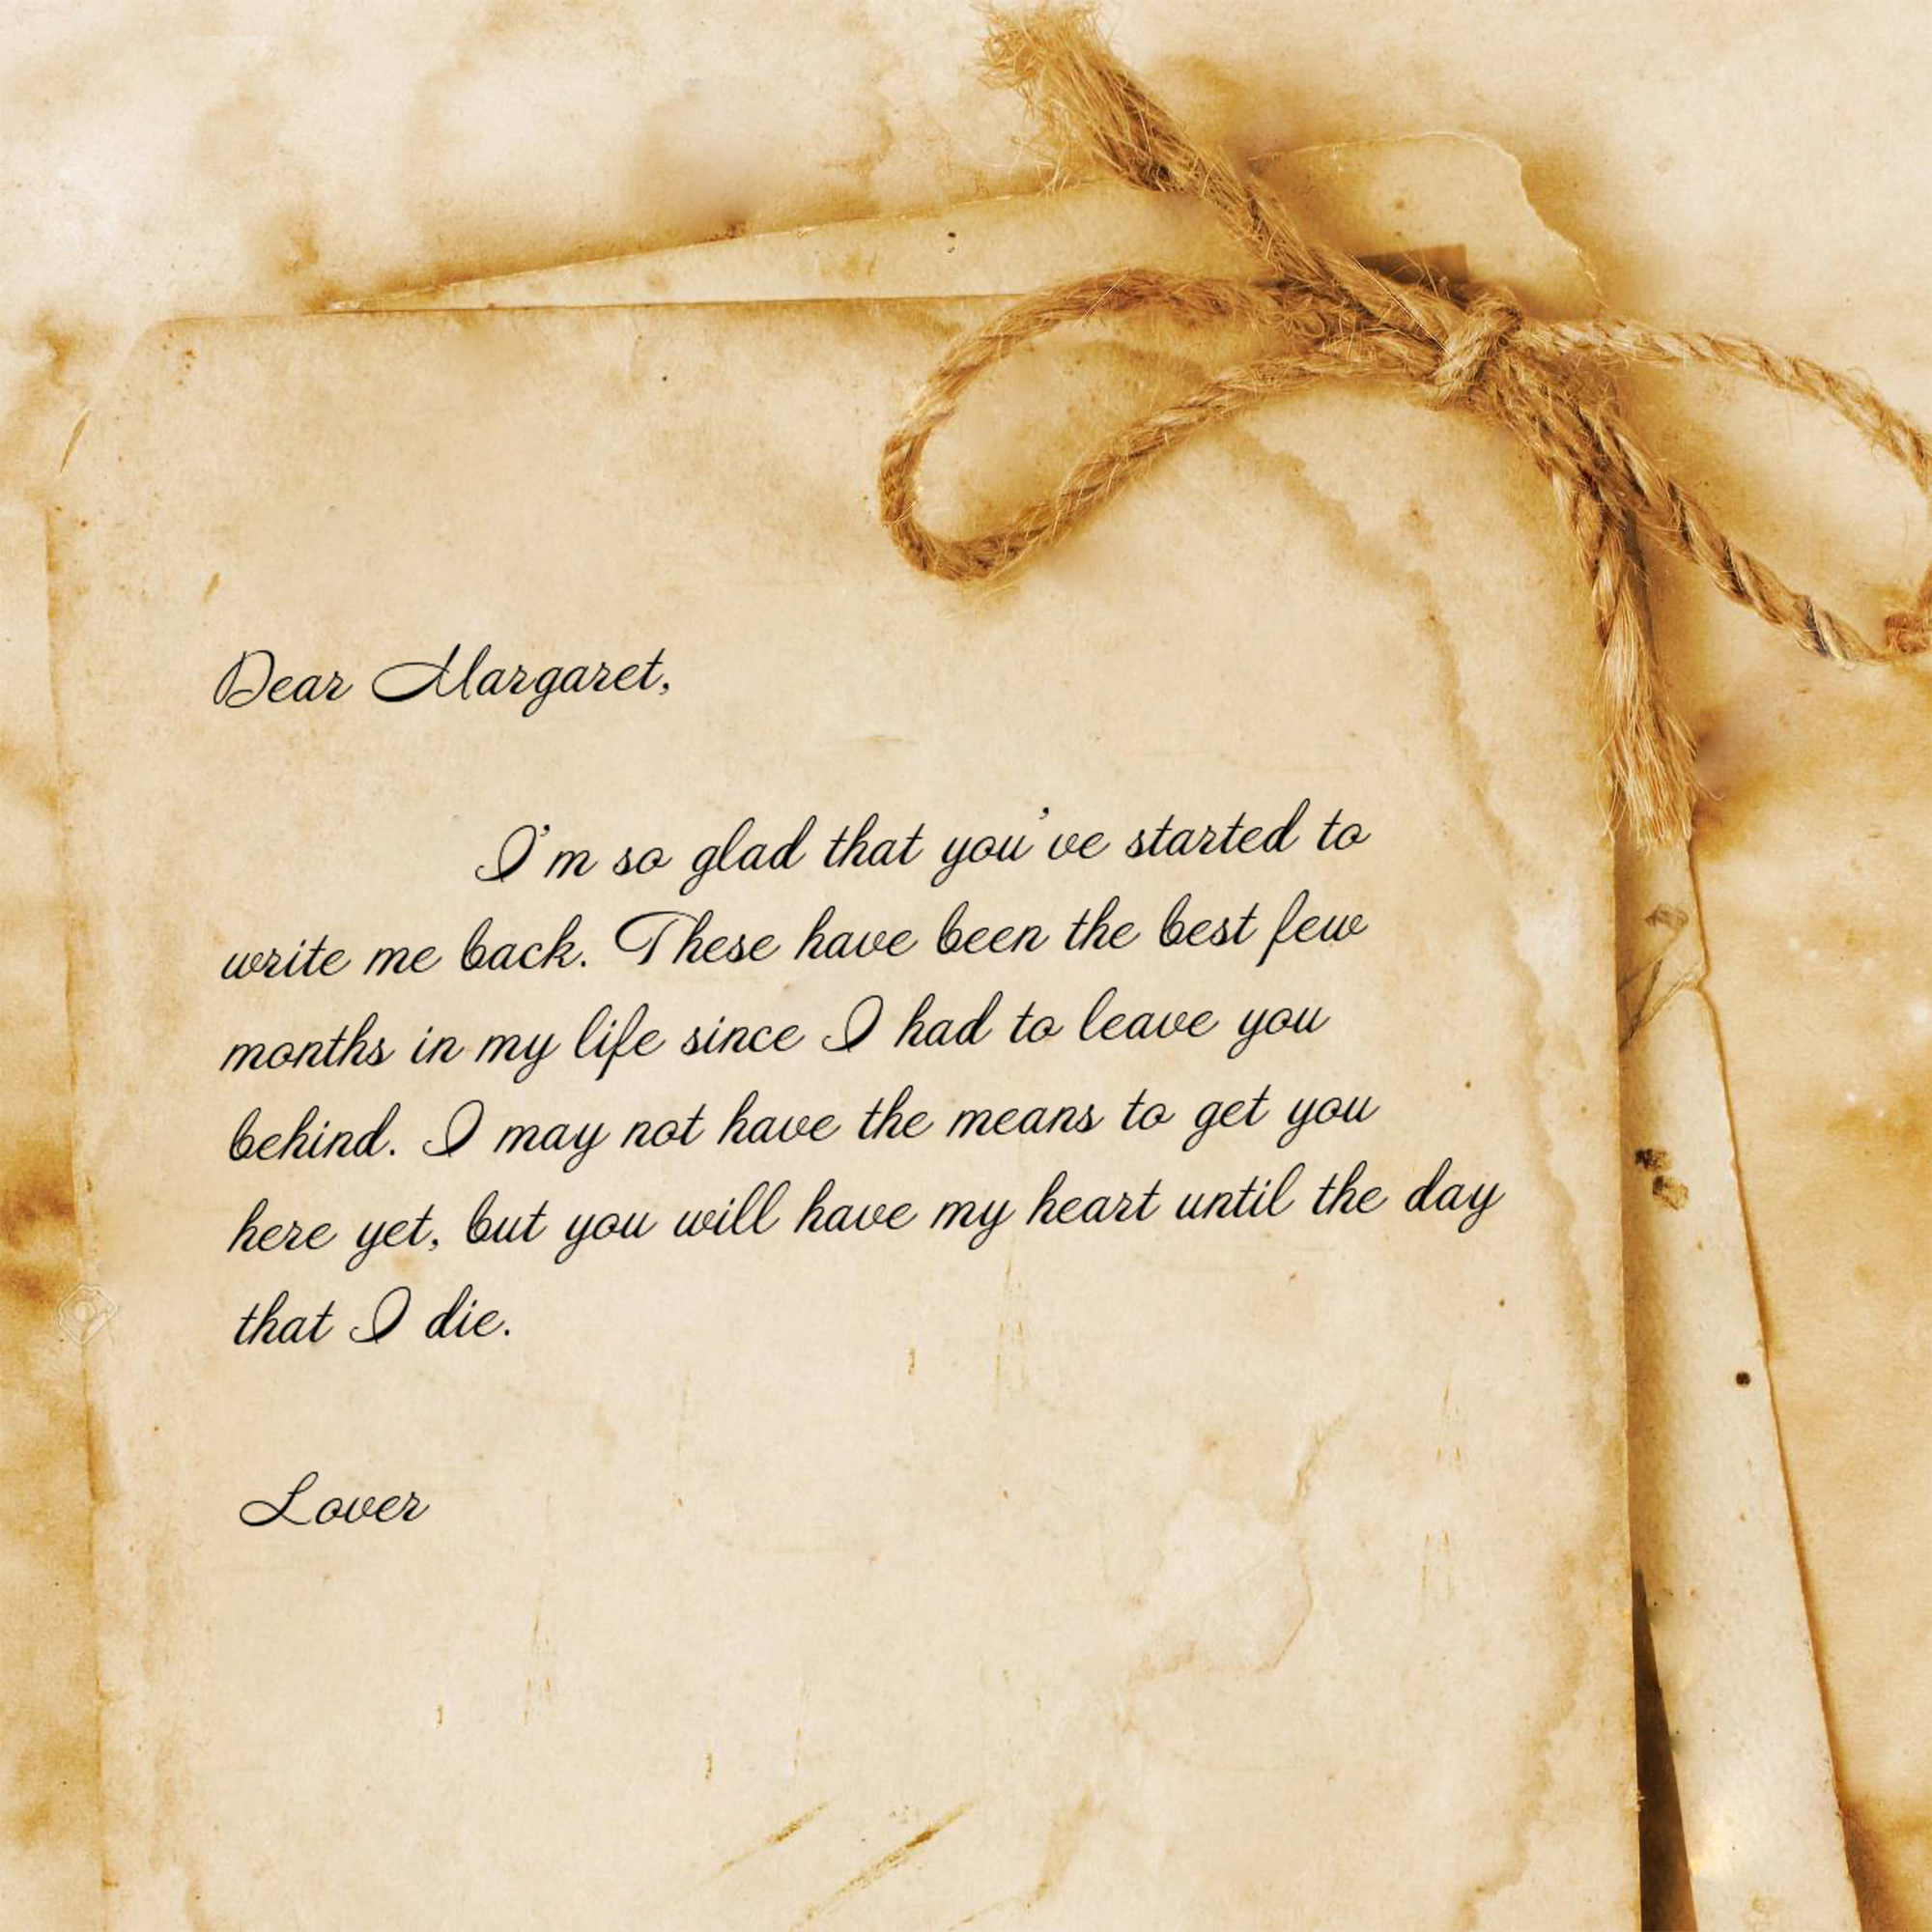 Dear Margaret,
I'm so glad that you've started to
write me back. These have been the best few
months in my life since I had to leave you
behind. I may not have the means to get you
here yet, but you will have my heart until the day
that I die.
Lover